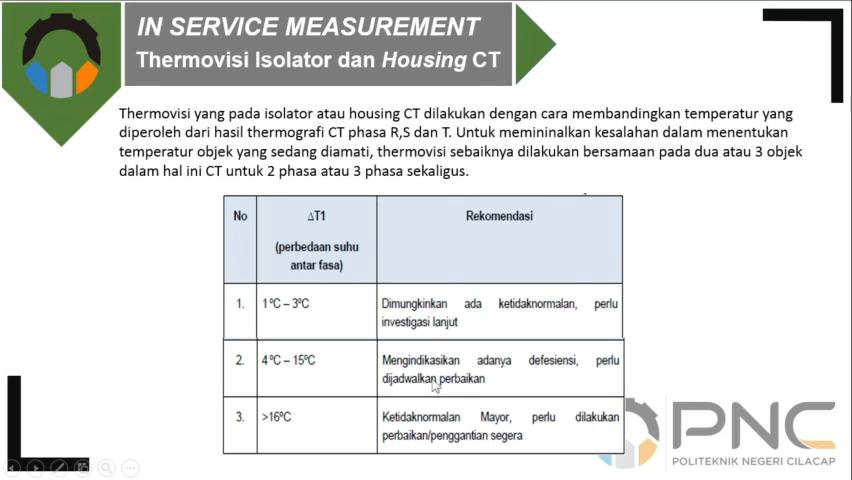 IN SERVICE MEASUREMENT
Thermovisi Isolator dan Housing CT
Thermovisi yang pada isolator atau housing CT dilakukan dengan cara membandingkan temperatur yang
diperoleh dari hasil thermografi CT phasa R,S dan T. Untuk memininalkan kesalahan dalam menentukan
temperatur objek yang sedang diamati, thermovisi sebaiknya dilakukan bersamaan pada dua atau 3 objek
dalam hal ini CT untuk 2 phasa atau 3 phasa sekaligus.
No ΔT1 Rekomendasi
(perbedaan suhu
antar fasa)
1. 1 ºC – 3ºC Dimungkinkan ada ketidaknormalan, perlu
investigasi lanjut
2. 4 ºC – 15ºC Mengindikasikan adanya defesiensi, perlu
dijadwalkan perbaikan
3. >16ºC Ketidaknormalan Mayor, perlu dilakukan
perbaikan/penggantian segera
PNC
POLITEKNIK NEGERI CILACAP